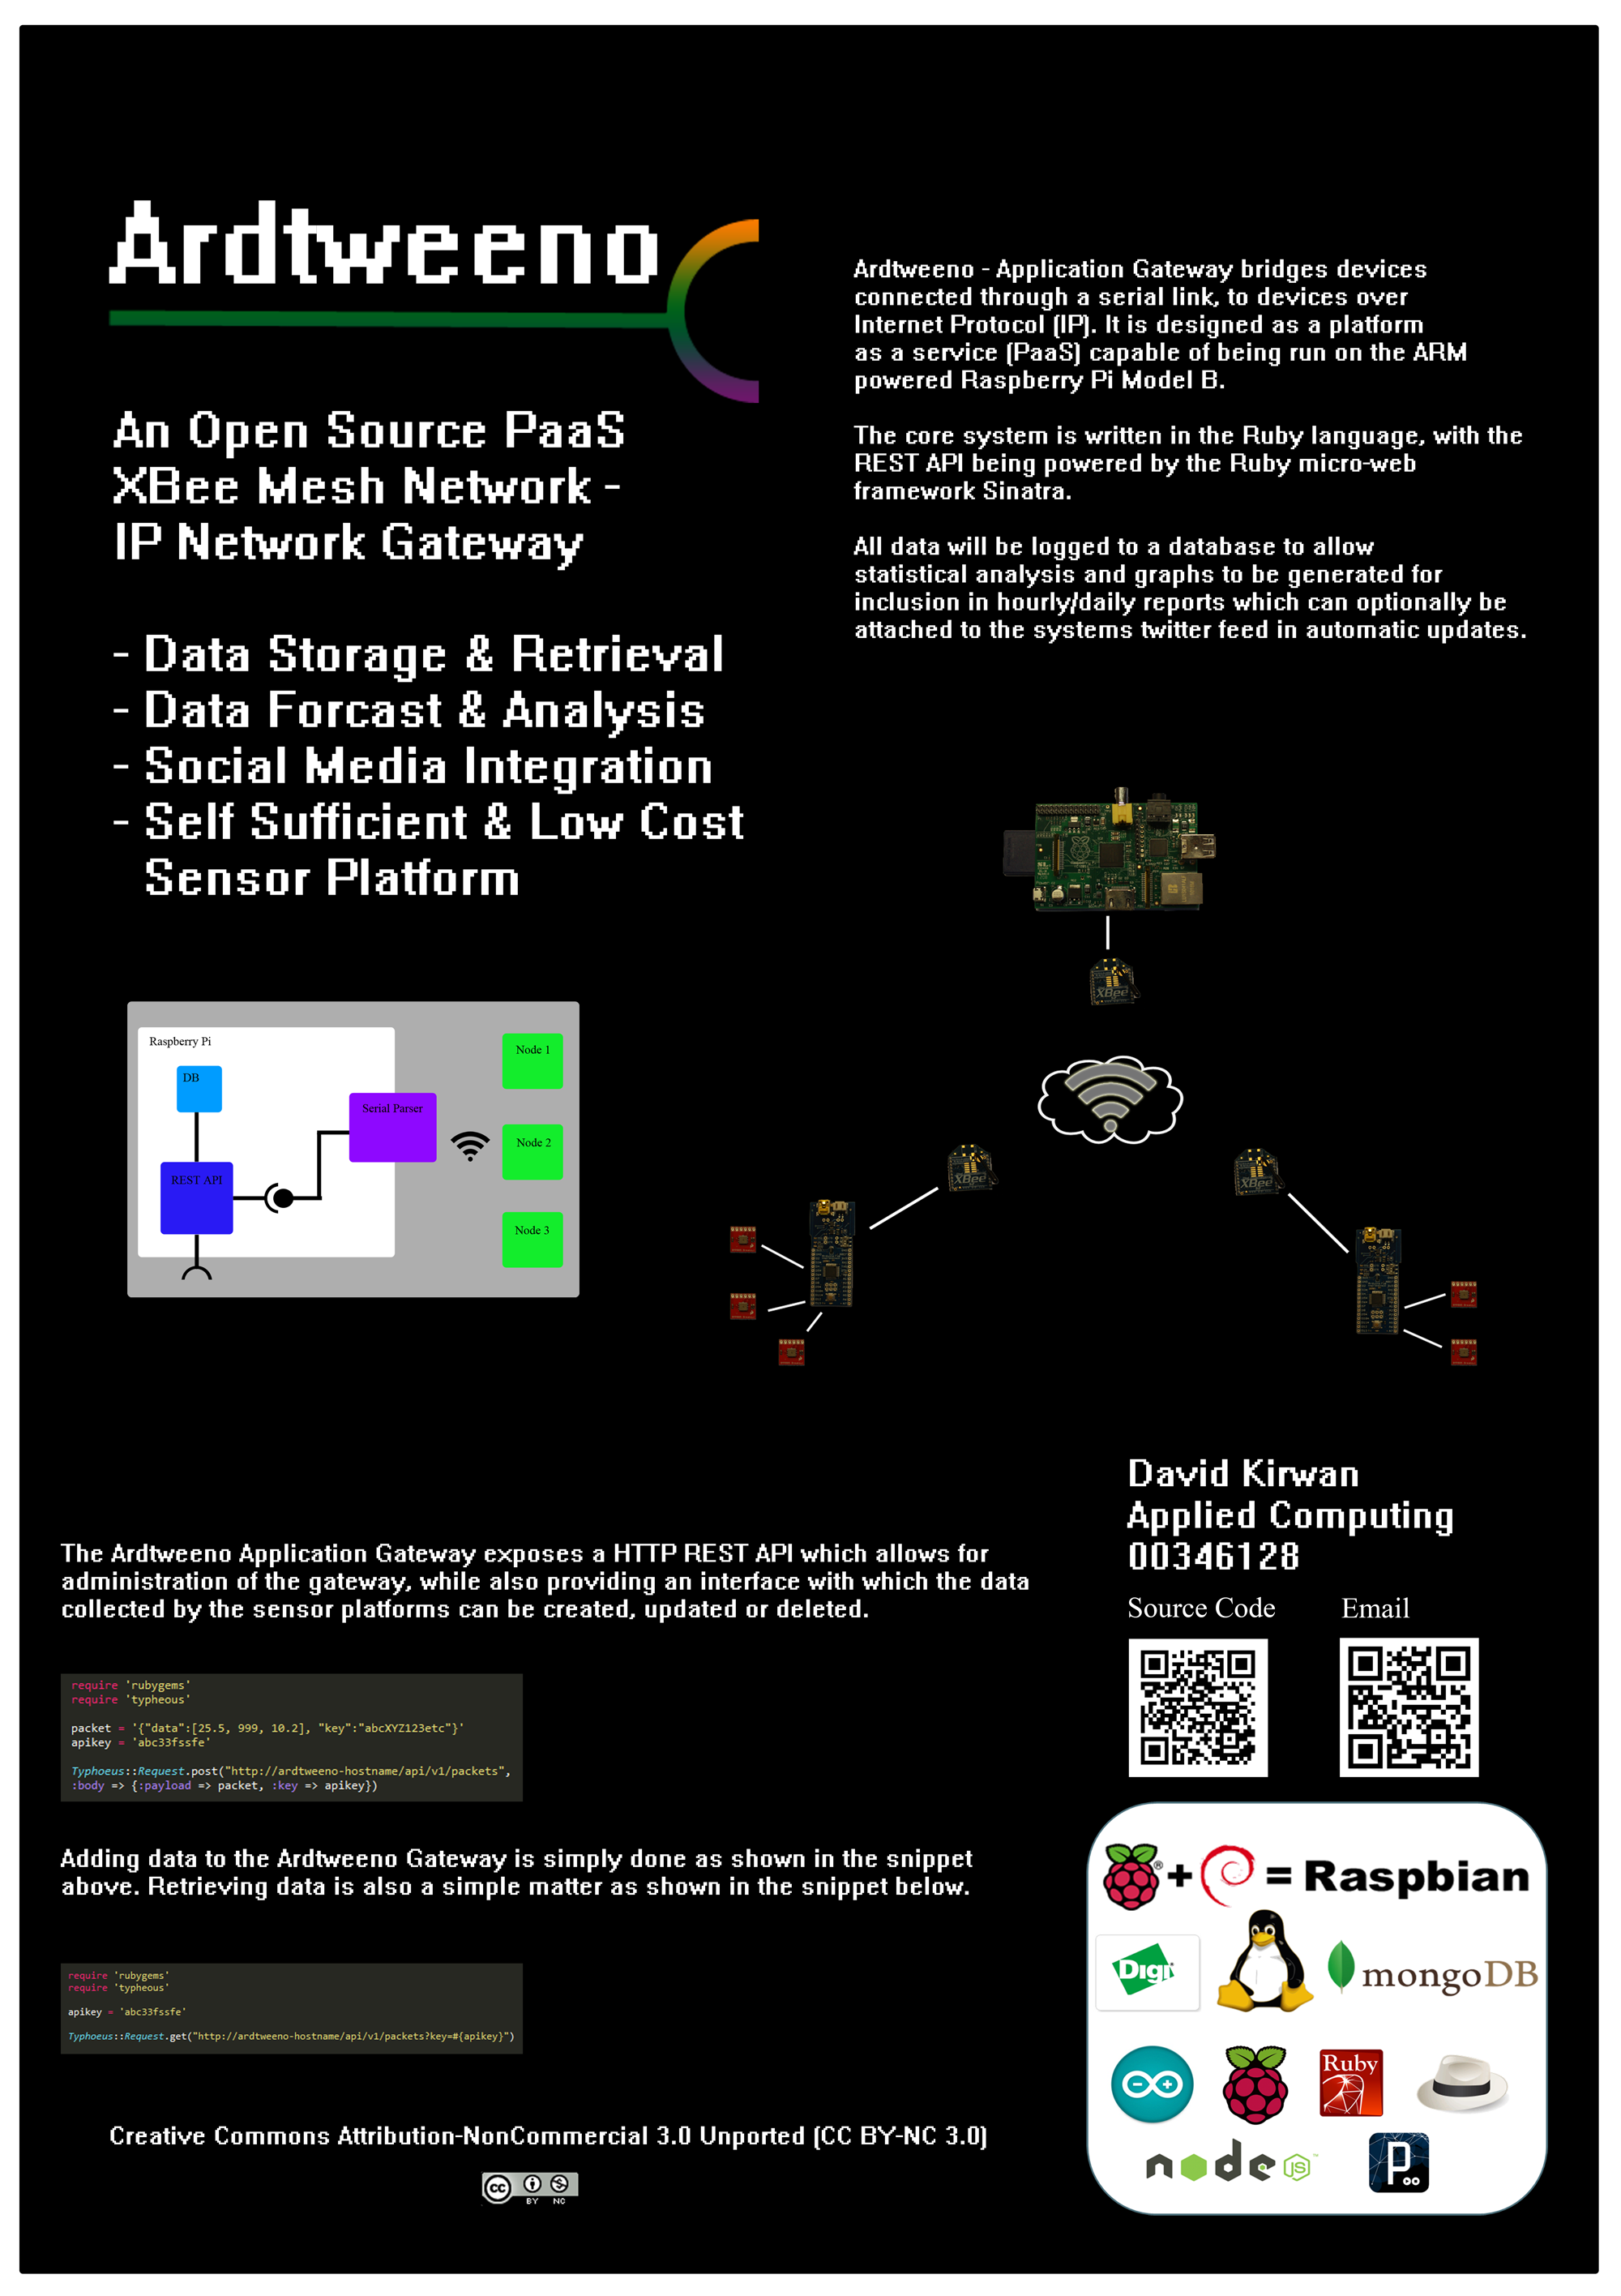 Ardtweeno
An Open Source PaaS
XBee Mesh Network -
IP Network Gateway
- Data Storage & Retrieval
- Data Forcast & Analysis
- Social Media Integration
- Self Sufficient & Low Cost
Sensor Platform
Ardtweeno - Application Gateway bridges devices
connected through a serial link, to devices over
Internet Protocol (IP). It is designed as a platform
as a service (PaaS) capable of being run on the ARM
powered Raspberry Pi Model B.
The core system is written in the Ruby language, with the
REST API being powered by the Ruby micro-web
framework Sinatra.
All data will be logged to a database to allow
statistical analysis and graphs to be generated for
inclusion in hourly/daily reports which can optionally be
attached to the systems twitter feed in automatic updates.
Raspberry Pi
DB
Serial Parser
REST API
Node 1
Node 2
Node 3
XBee
XBee
XBee
The Ardtweeno Application Gateway exposes a HTTP REST API which allows for
administration of the gateway, while also providing an interface with which the data
collected by the sensor platforms can be created, updated or deleted.
require 'rubygems'
require 'typheous'
packet = '{"data":[25.5, 999, 10.2], "key":"abcXYZ123etc"}'
apikey = 'abc33fssfe'
Typhoeus::Request.post("http://ardtweeno-hostname/api/v1/packets",
:body => {:payload => packet, :key => apikey})
Adding data to the Ardtweeno Gateway is simply done as shown in the snippet
above. Retrieving data is also a simple matter as shown in the snippet below.
require 'rubygems'
require 'typheous'
apikey = 'abc33fssfe'
Typhoeus::Request.get("http://ardtweeno-hostname/api/v1/packets?key=#{apikey}")
Creative Commons Attribution-NonCommercial 3.0 Unported (CC BY-NC 3.0)
cc
BY NC
David Kirwan
Applied Computing
00346128
Source Code Email
® + = Raspbian
Digi
mongoDB
Ruby
node JS ™
P